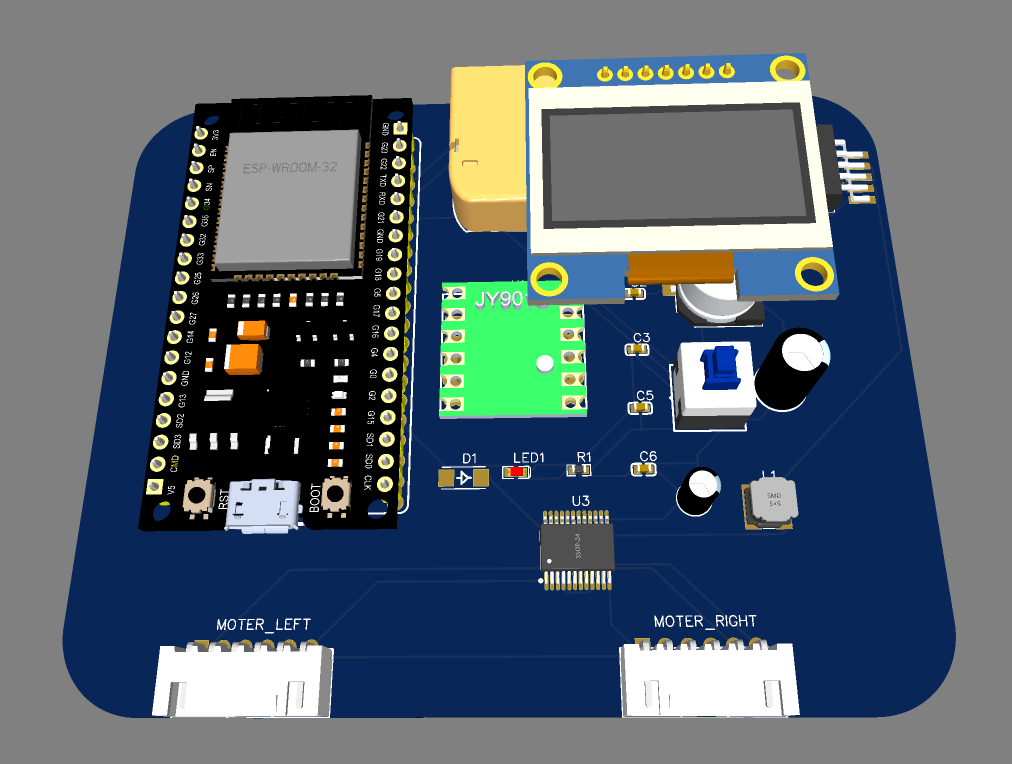 ESP-WROOM-32
3V3
EN
SP
SN
G34
G35
G32
G33
G25
G26
G27
G14
G12
GND
G13
SD2
SD3
CMD
V5
GND
G23
G22
TXD
RXD
G21
GND
G19
G18
G5
G17
G16
G4
G0
G2
G15
SD1
SD0
CLK
RST
BOOT
JY901
C3
C5
C6
D1
LED1
R1
U3
SSOP-24
L1
SMD
5×5
MOTER_LEFT
MOTER_RIGHT